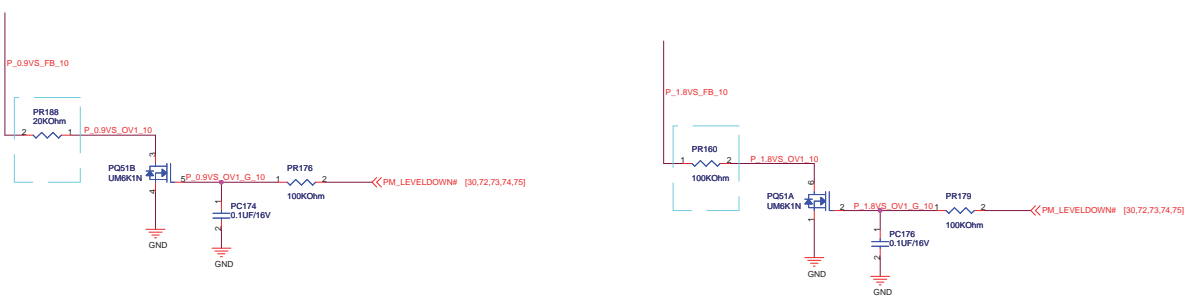 P_0.9VS_FB_10
PR188
20KOhm
2
1
P_0.9VS_OV1_10
3
PQ51B
UM6K1N
5
P_0.9VS_OV1_G_10
4
PR176
1
2
100KOhm
PM_LEVELDOWN# [30,72,73,74,75]
1
PC174
0.1UF/16V
2
GND
GND
P_1.8VS_FB_10
PR160
1
2
100KOhm
P_1.8VS_OV1_10
6
PQ51A
UM6K1N
2
P_1.8VS_OV1_G_10
1
PR179
1
2
100KOhm
PM_LEVELDOWN# [30,72,73,74,75]
1
PC176
0.1UF/16V
2
GND
GND